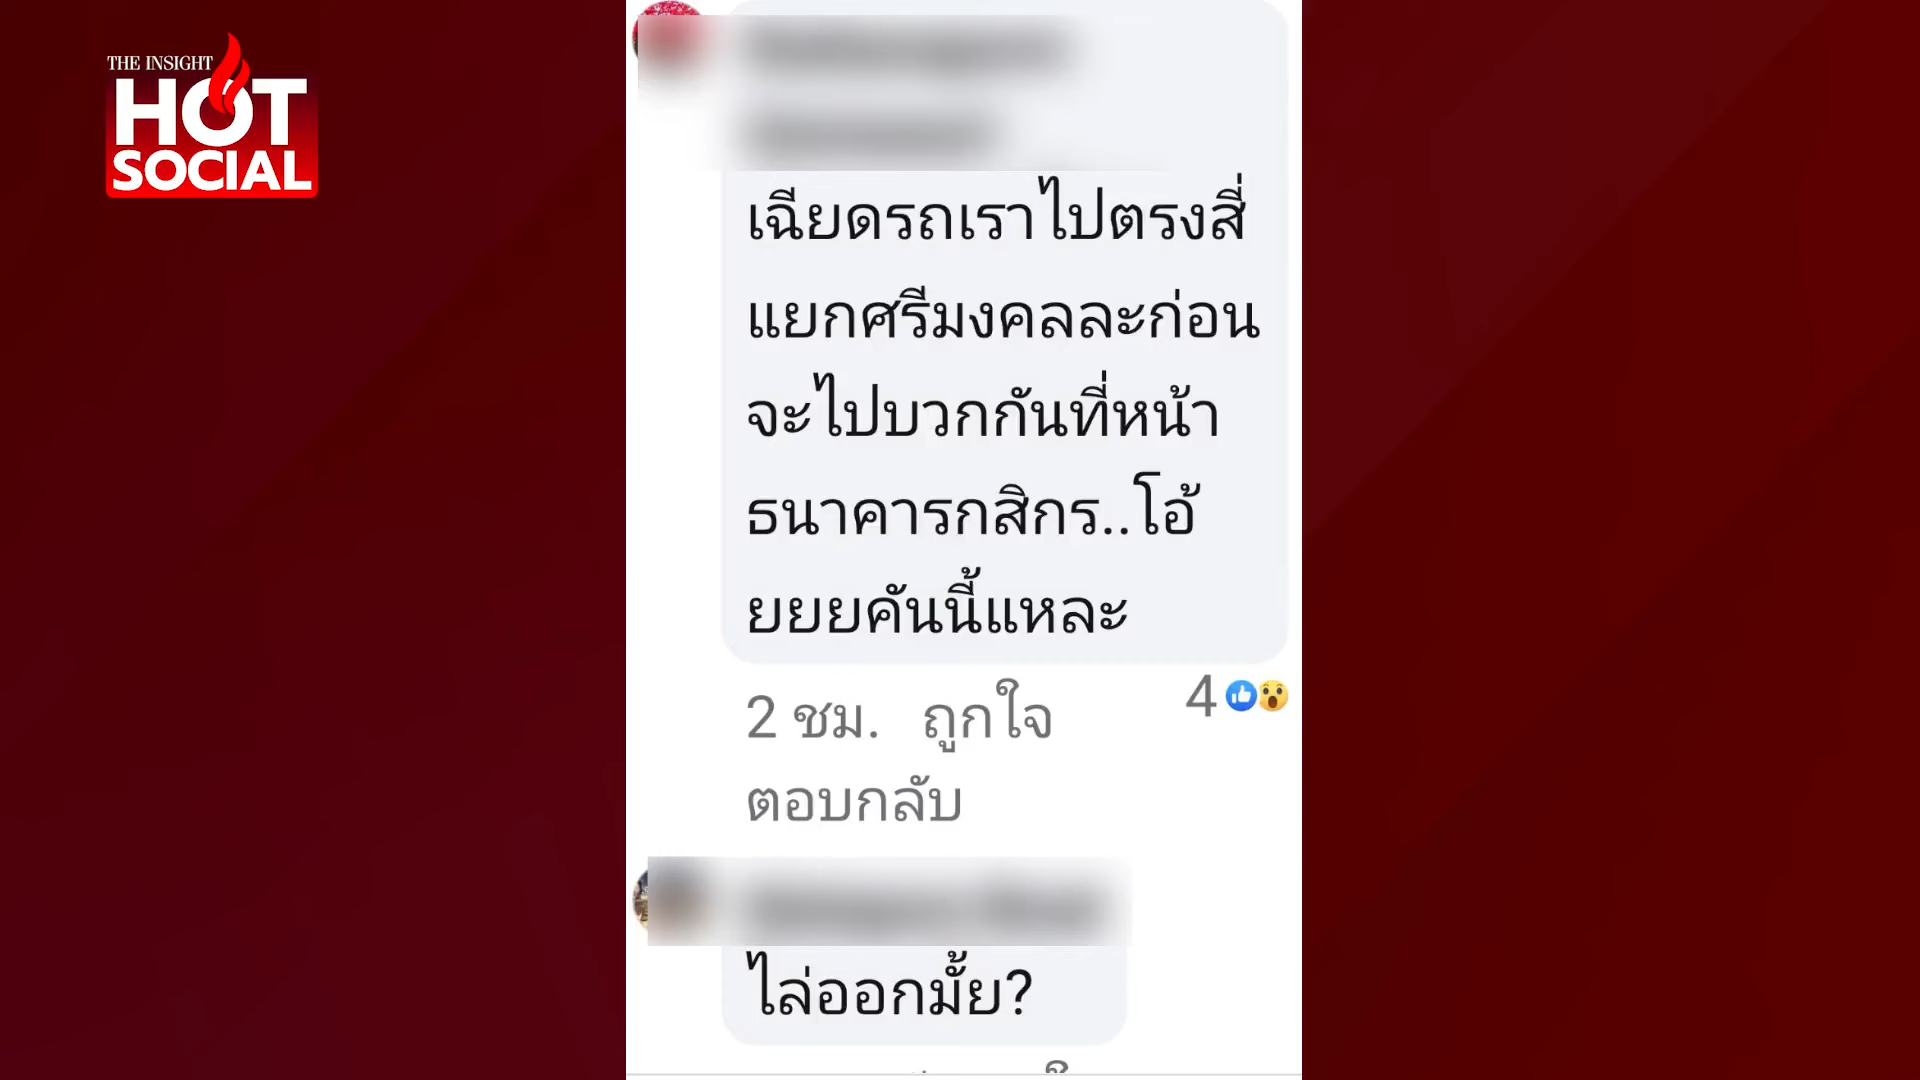 THE INSIGHT
HOT
SOCIAL
เฉียดรถเราไปตรงสี่
แยกศรีมงคลละก่อน
จะไปบวกกันที่หน้า
ธนาคารกสิกร..โอ้
ยยยคันนี้แหละ
2 ชม. ถูกใจ
4
ตอบกลับ
ไล่ออกมั้ย?